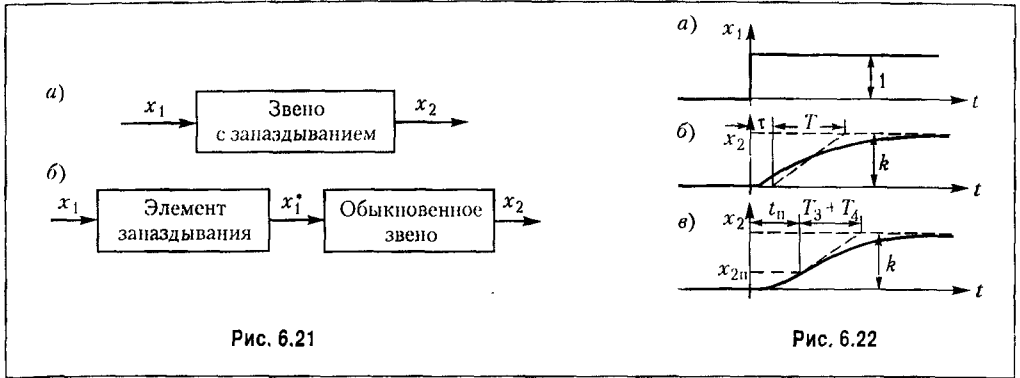 а)
x₁
Звено
с запаздыванием
x₂
б)
x₁
Элемент
запаздывания
x₁*
Обыкновенное
звено
x₂
Рис. 6.21
а)
x₁
1
t
б)
x₂
τ
T
k
t
в)
x₂
tп
T₃ + T₄
x₂п
k
t
Рис. 6.22